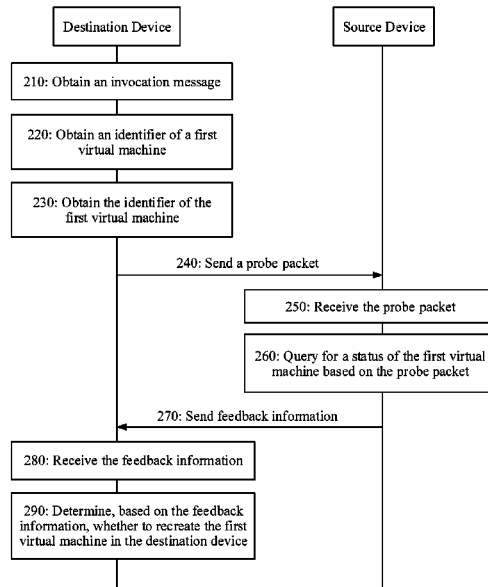 Destination Device
Source Device
210: Obtain an invocation message
220: Obtain an identifier of a first
virtual machine
230: Obtain the identifier of the
first virtual machine
240: Send a probe packet
250: Receive the probe packet
260: Query for a status of the first virtual
machine based on the probe packet
270: Send feedback information
280: Receive the feedback information
290: Determine, based on the feedback
information, whether to recreate the first
virtual machine in the destination device